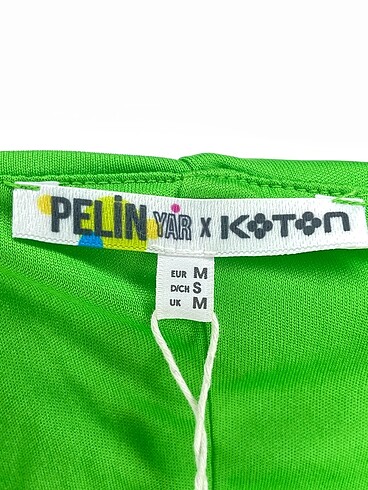 PELİN YAR X KOTON
EUR M
D/CH S
UK M